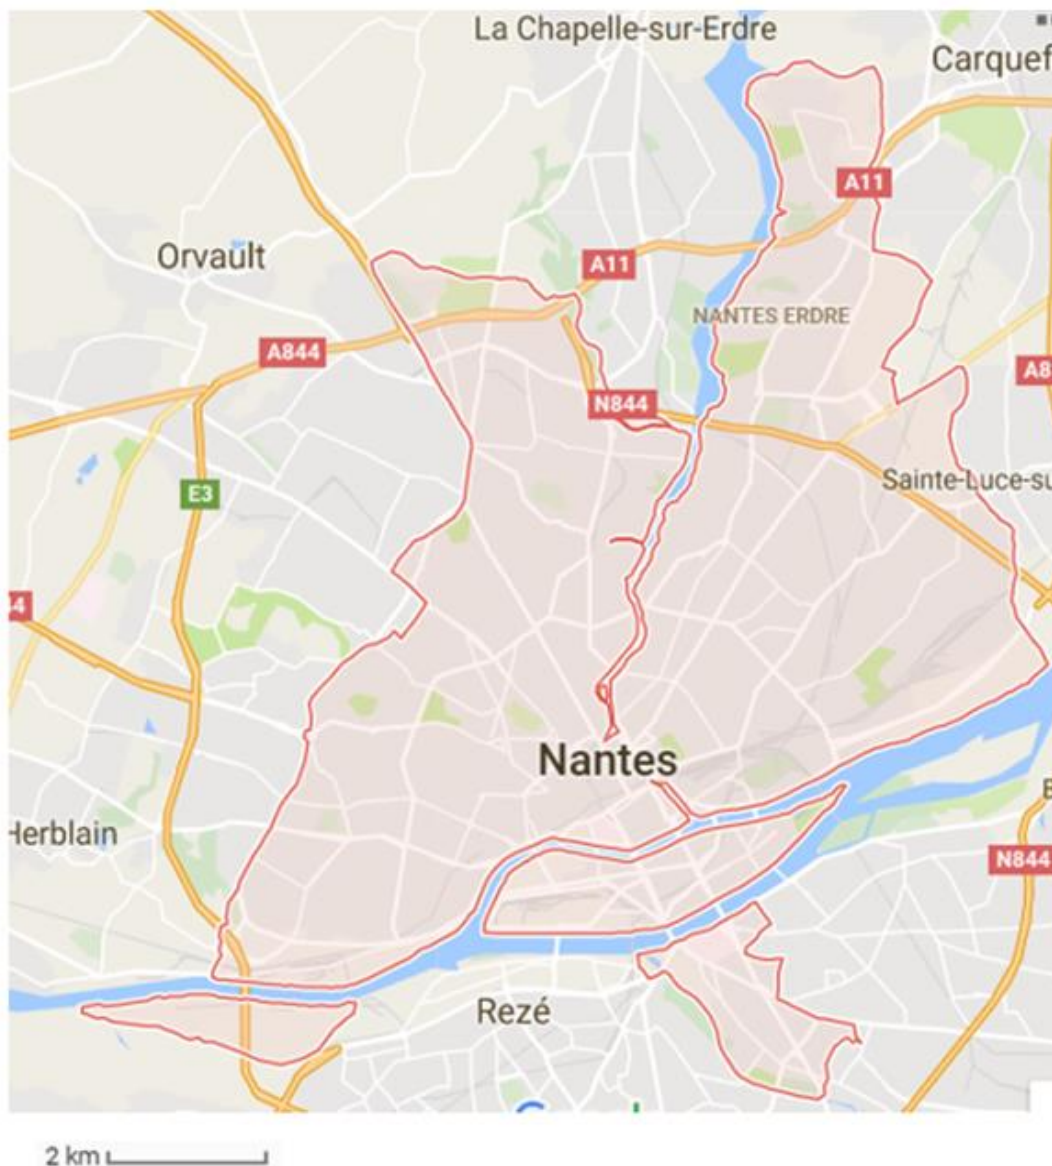 La Chapelle-sur-Erdre
Carquef
A11
Orvault
A11
NANTES ERDRE
A844
A8
N844
Sainte-Luce-su
E3
4
Nantes
Herblain
N844
Rezé
2 km